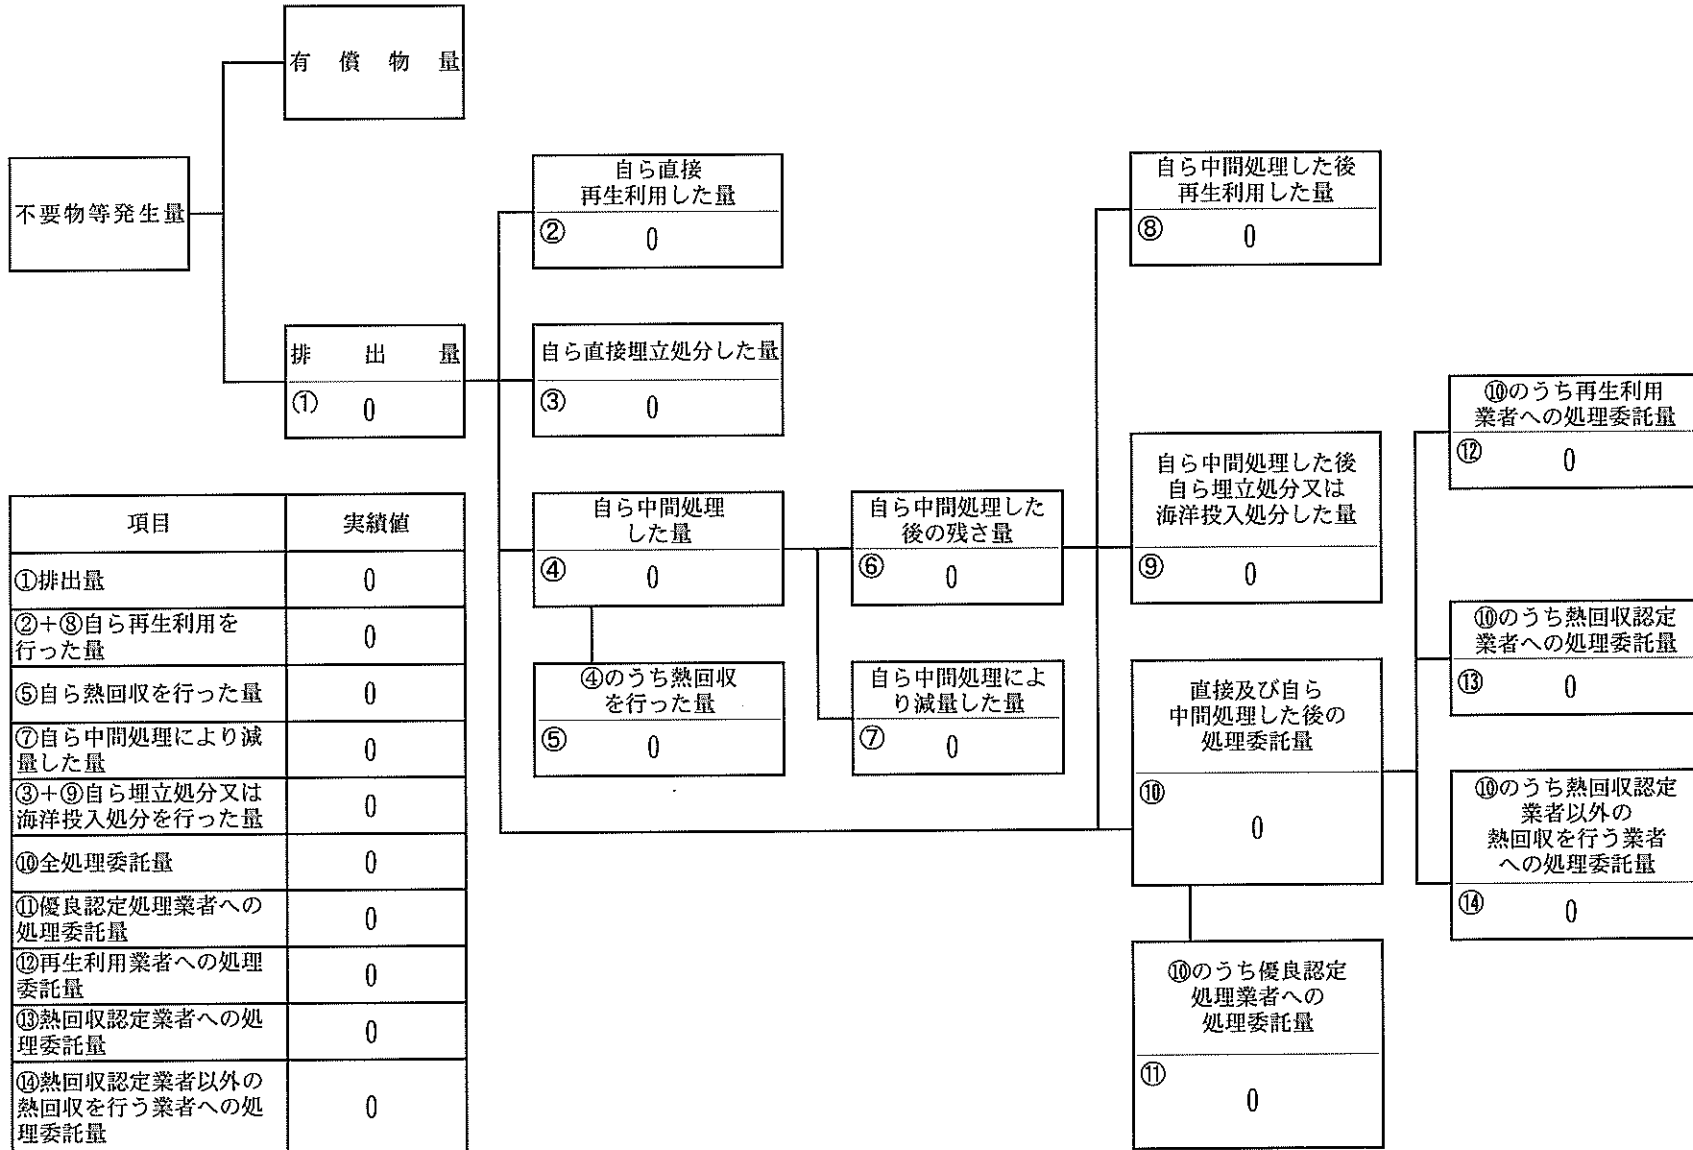 有償物量
不要物等発生量
排出量
① 0
自ら直接
再生利用した量
② 0
自ら直接埋立処分した量
③ 0
自ら中間処理
した量
④ 0
④のうち熱回収
を行った量
⑤ 0
自ら中間処理した
後の残さ量
⑥ 0
自ら中間処理によ
り減量した量
⑦ 0
自ら中間処理した後
再生利用した量
⑧ 0
自ら中間処理した後
自ら埋立処分又は
海洋投入処分した量
⑨ 0
直接及び自ら
中間処理した後の
処理委託量
⑩
0
⑩のうち優良認定
処理業者への
処理委託量
⑪
0
⑩のうち再生利用
業者への処理委託量
⑫ 0
⑩のうち熱回収認定
業者への処理委託量
⑬ 0
⑩のうち熱回収認定
業者以外の
熱回収を行う業者
への処理委託量
⑭ 0
項目 実績値
①排出量 0
②+⑧自ら再生利用を
行った量 0
⑤自ら熱回収を行った量 0
⑦自ら中間処理により減
量した量 0
③+⑨自ら埋立処分又は
海洋投入処分を行った量 0
⑩全処理委託量 0
⑪優良認定処理業者への
処理委託量 0
⑫再生利用業者への処理
委託量 0
⑬熱回収認定業者への処
理委託量 0
⑭熱回収認定業者以外の
熱回収を行う業者への処 0
理委託量